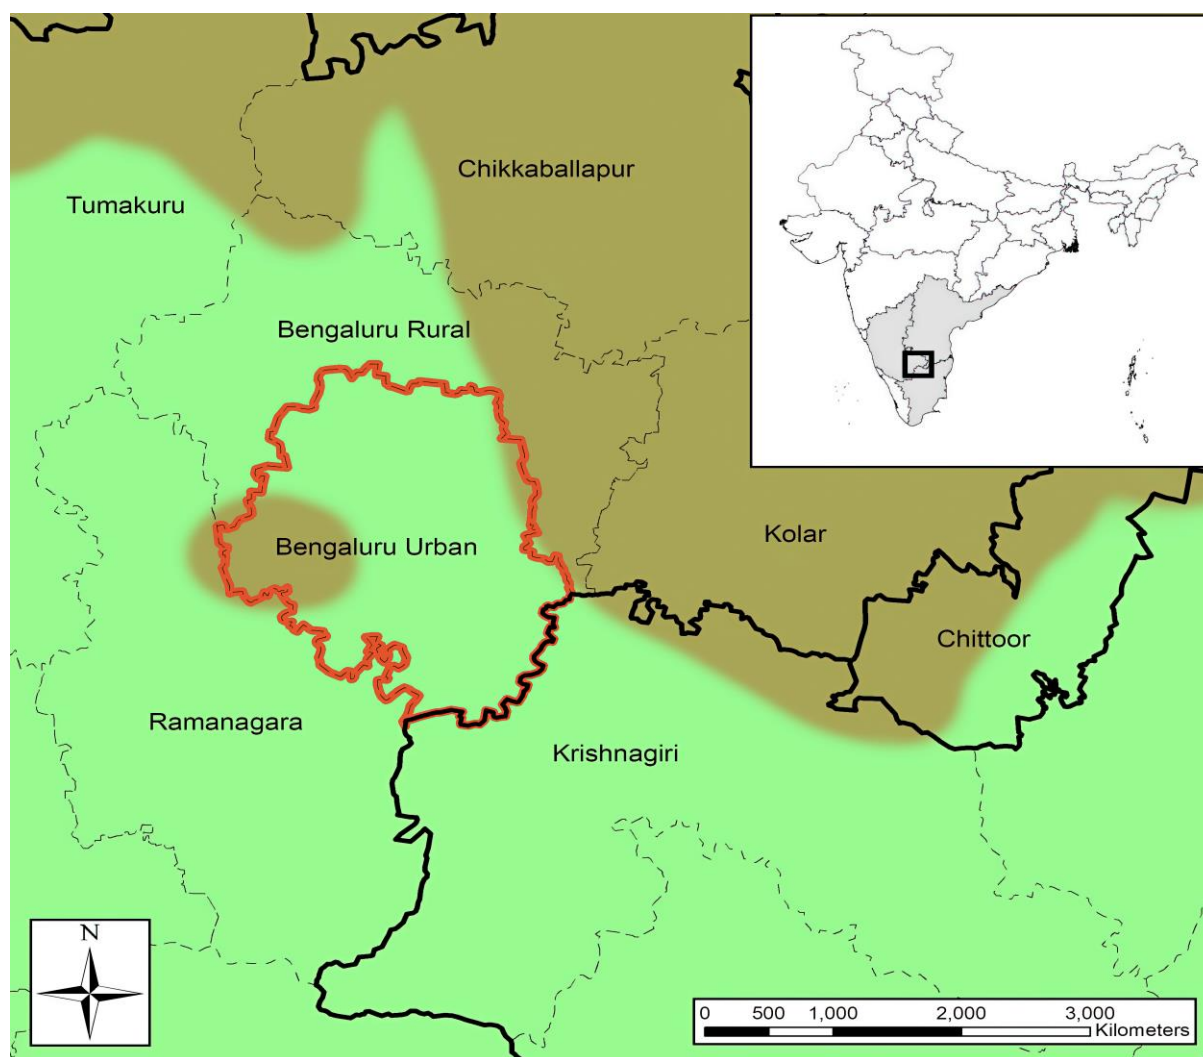 Chikkaballapur
Tumakuru
Bengaluru Rural
Kolar
Bengaluru Urban
Chittoor
Ramanagara
Krishnagiri
N
0 500 1,000 2,000 3,000
Kilometers